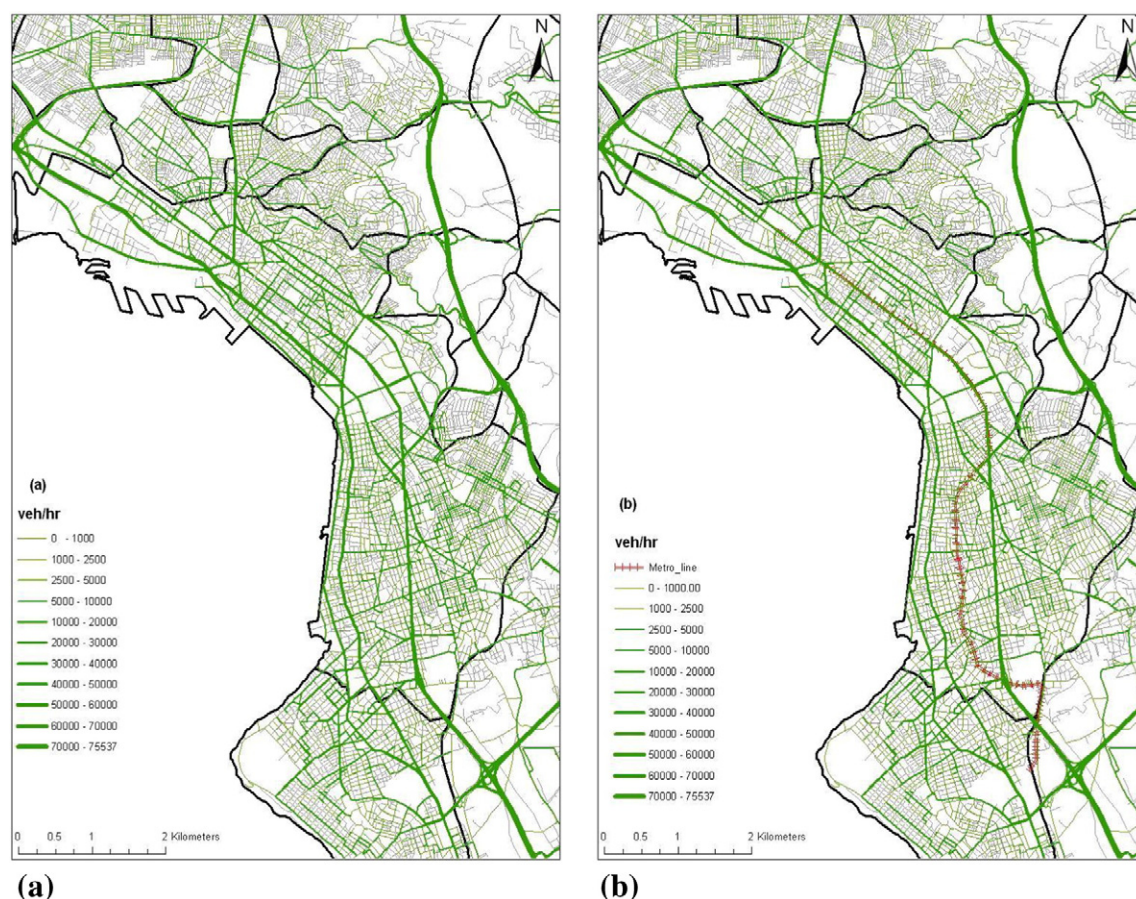 N
(a)
veh/hr
0 - 1000
1000 - 2500
2500 - 5000
5000 - 10000
10000 - 20000
20000 - 30000
30000 - 40000
40000 - 50000
50000 - 60000
60000 - 70000
70000 - 75537
0 0.5 1 2 Kilometers
(a)
N
(b)
veh/hr
Metro_line
0 - 1000.00
1000 - 2500
2500 - 5000
5000 - 10000
10000 - 20000
20000 - 30000
30000 - 40000
40000 - 50000
50000 - 60000
60000 - 70000
70000 - 75537
0 0.5 1 2 Kilometers
(b)